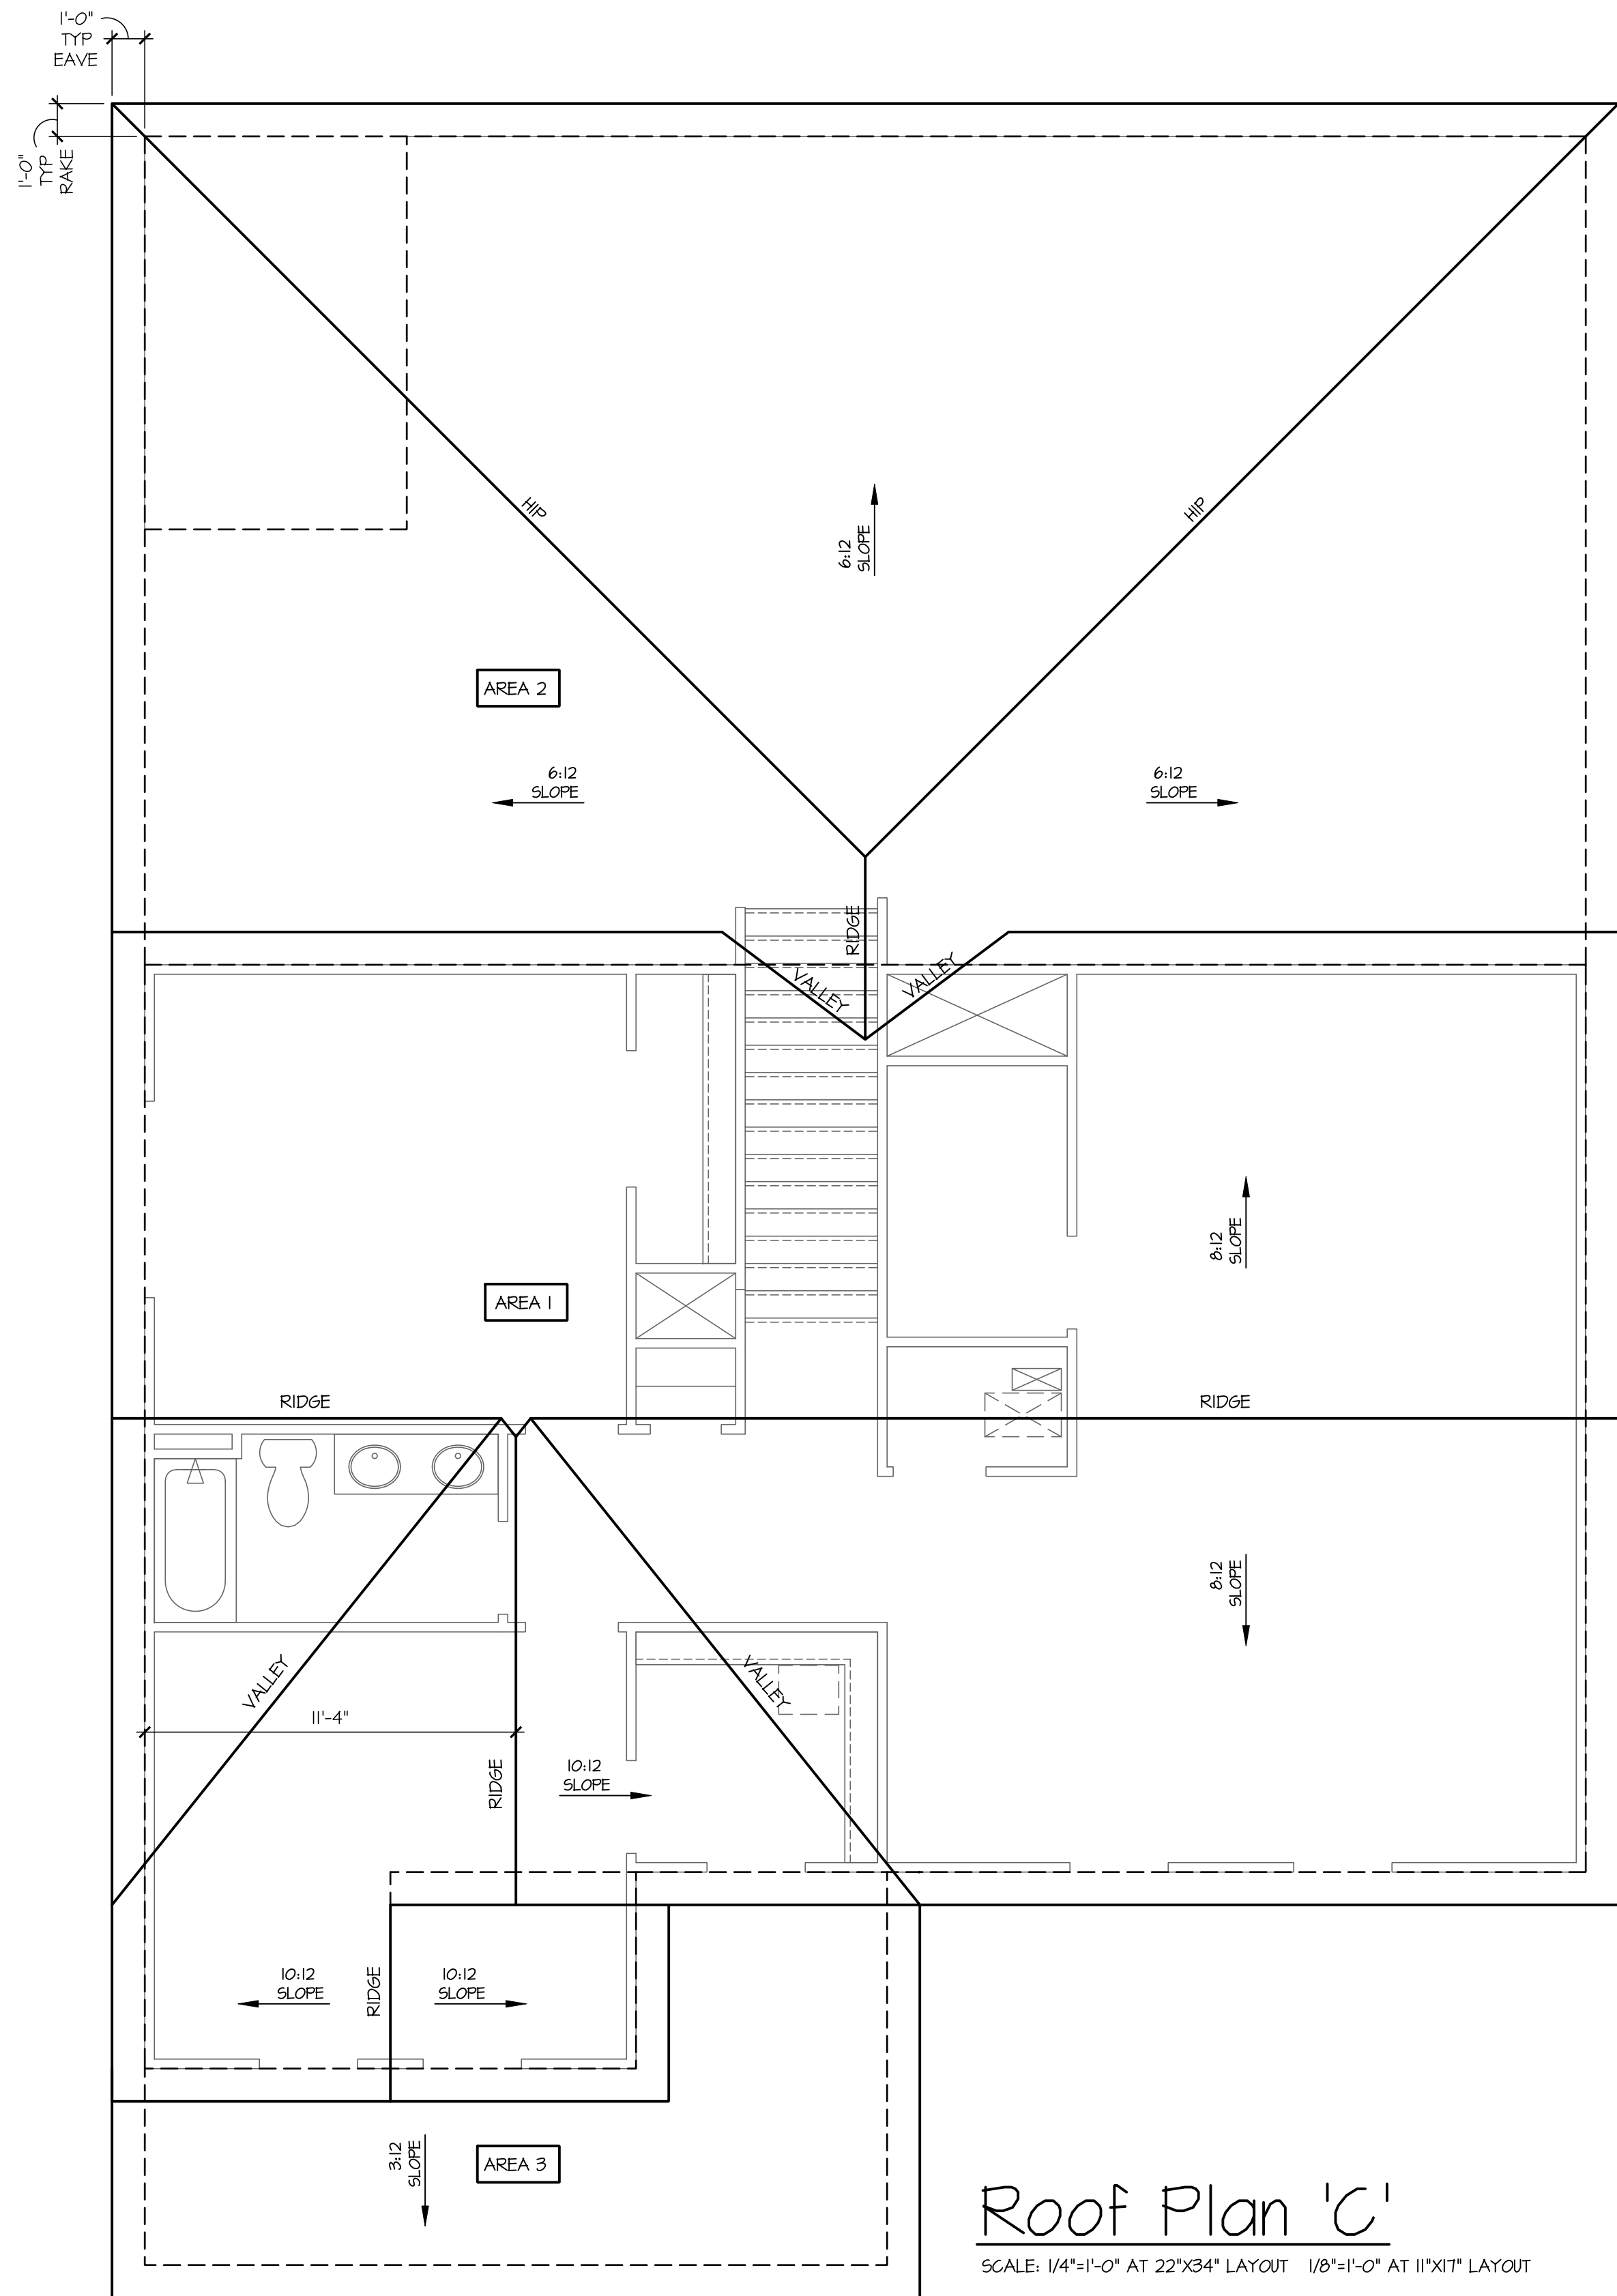 1'-0"
TYP
EAVE
1'-0"
TYP
RAKE
HIP
HIP
6:12
SLOPE
AREA 2
6:12
SLOPE
6:12
SLOPE
RIDGE
VALLEY
VALLEY
8:12
SLOPE
AREA 1
RIDGE
RIDGE
8:12
SLOPE
VALLEY
VALLEY
11'-4"
RIDGE
10:12
SLOPE
10:12
SLOPE
RIDGE
10:12
SLOPE
3:12
SLOPE
AREA 3
Roof Plan 'C'
SCALE: 1/4"=1'-0" AT 22"X34" LAYOUT 1/8"=1'-0" AT 11"X17" LAYOUT